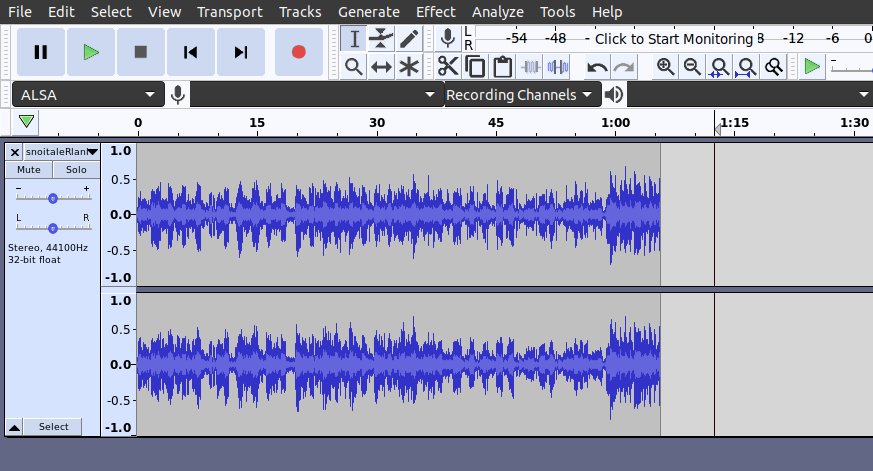 File Edit Select View Transport Tracks Generate Effect Analyze Tools Help
L
R
-54 -48 - Click to Start Monitoring 8 -12 -6 0
ALSA
Recording Channels
0 15 30 45 1:00 1:15 1:30
snoitaleRlanl
Mute Solo
- +
L R
Stereo, 44100Hz
32-bit float
Select
1.0
0.5
0.0
-0.5
-1.0
1.0
0.5
0.0
-0.5
-1.0